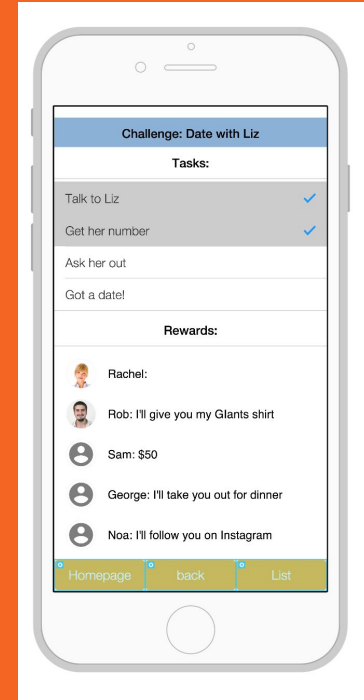 Challenge: Date with Liz
Tasks:
Talk to Liz
Get her number
Ask her out
Got a date!
Rewards:
Rachel:
Rob: I'll give you my GIants shirt
Sam: $50
George: I'll take you out for dinner
Noa: I'll follow you on Instagram
Homepage back List